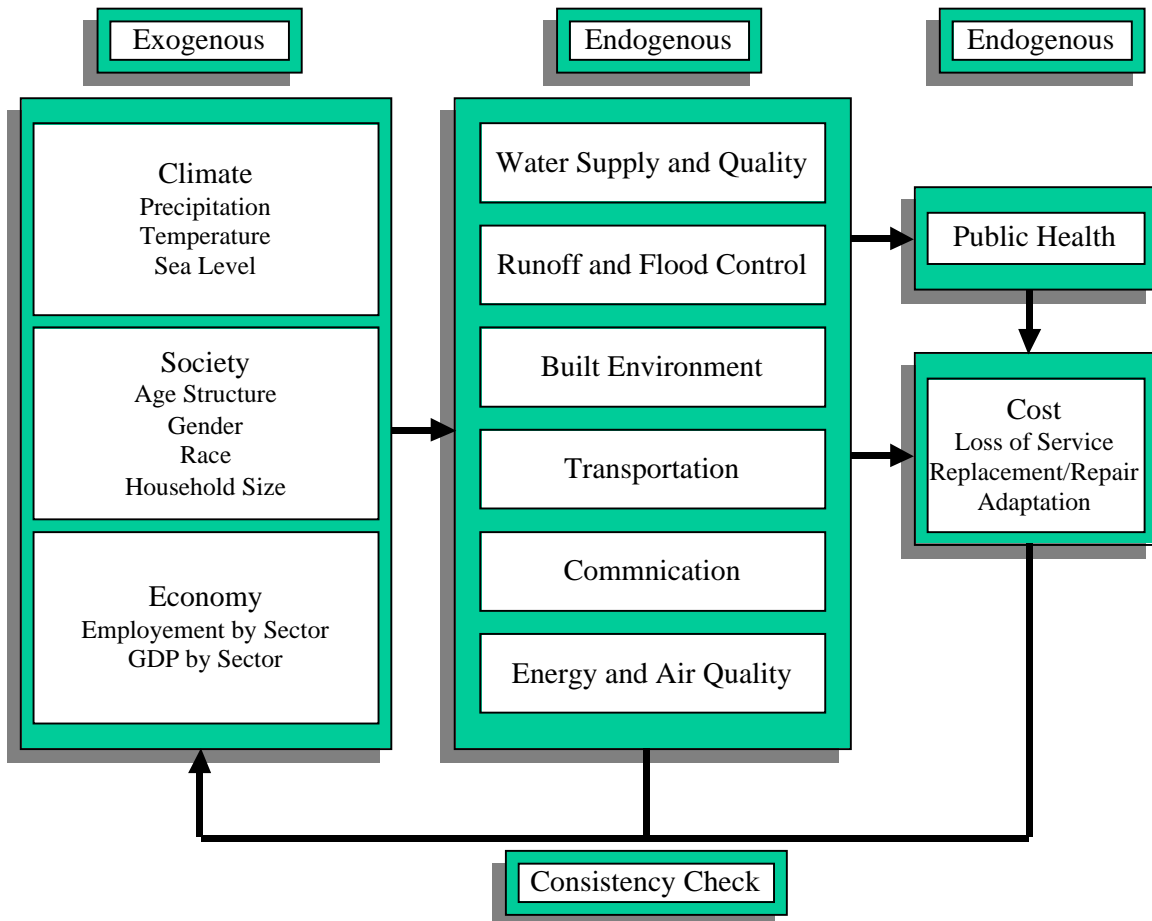 Exogenous
Endogenous
Endogenous
Climate
Precipitation
Temperature
Sea Level
Society
Age Structure
Gender
Race
Household Size
Economy
Employement by Sector
GDP by Sector
Water Supply and Quality
Runoff and Flood Control
Built Environment
Transportation
Commnication
Energy and Air Quality
Public Health
Cost
Loss of Service
Replacement/Repair
Adaptation
Consistency Check